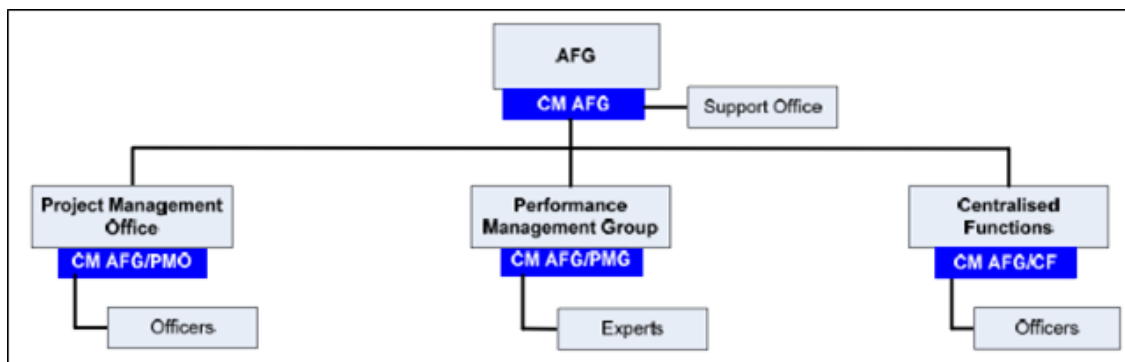 AFG
CM AFG
Support Office
Project Management
Office
CM AFG/PMO
Officers
Performance
Management Group
CM AFG/PMG
Experts
Centralised
Functions
CM AFG/CF
Officers